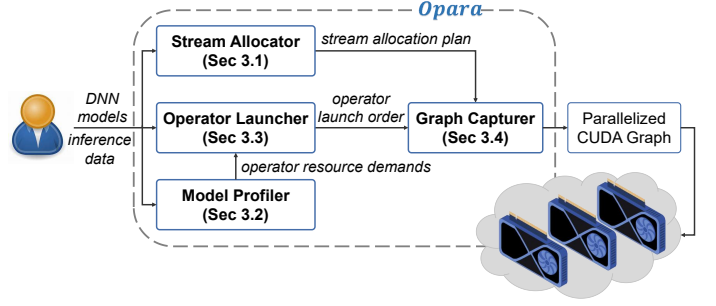 Opara
Stream Allocator
(Sec 3.1)
stream allocation plan
DNN
models
inference
data
Operator Launcher
(Sec 3.3)
operator
launch order
Graph Capturer
(Sec 3.4)
Parallelized
CUDA Graph
operator resource demands
Model Profiler
(Sec 3.2)